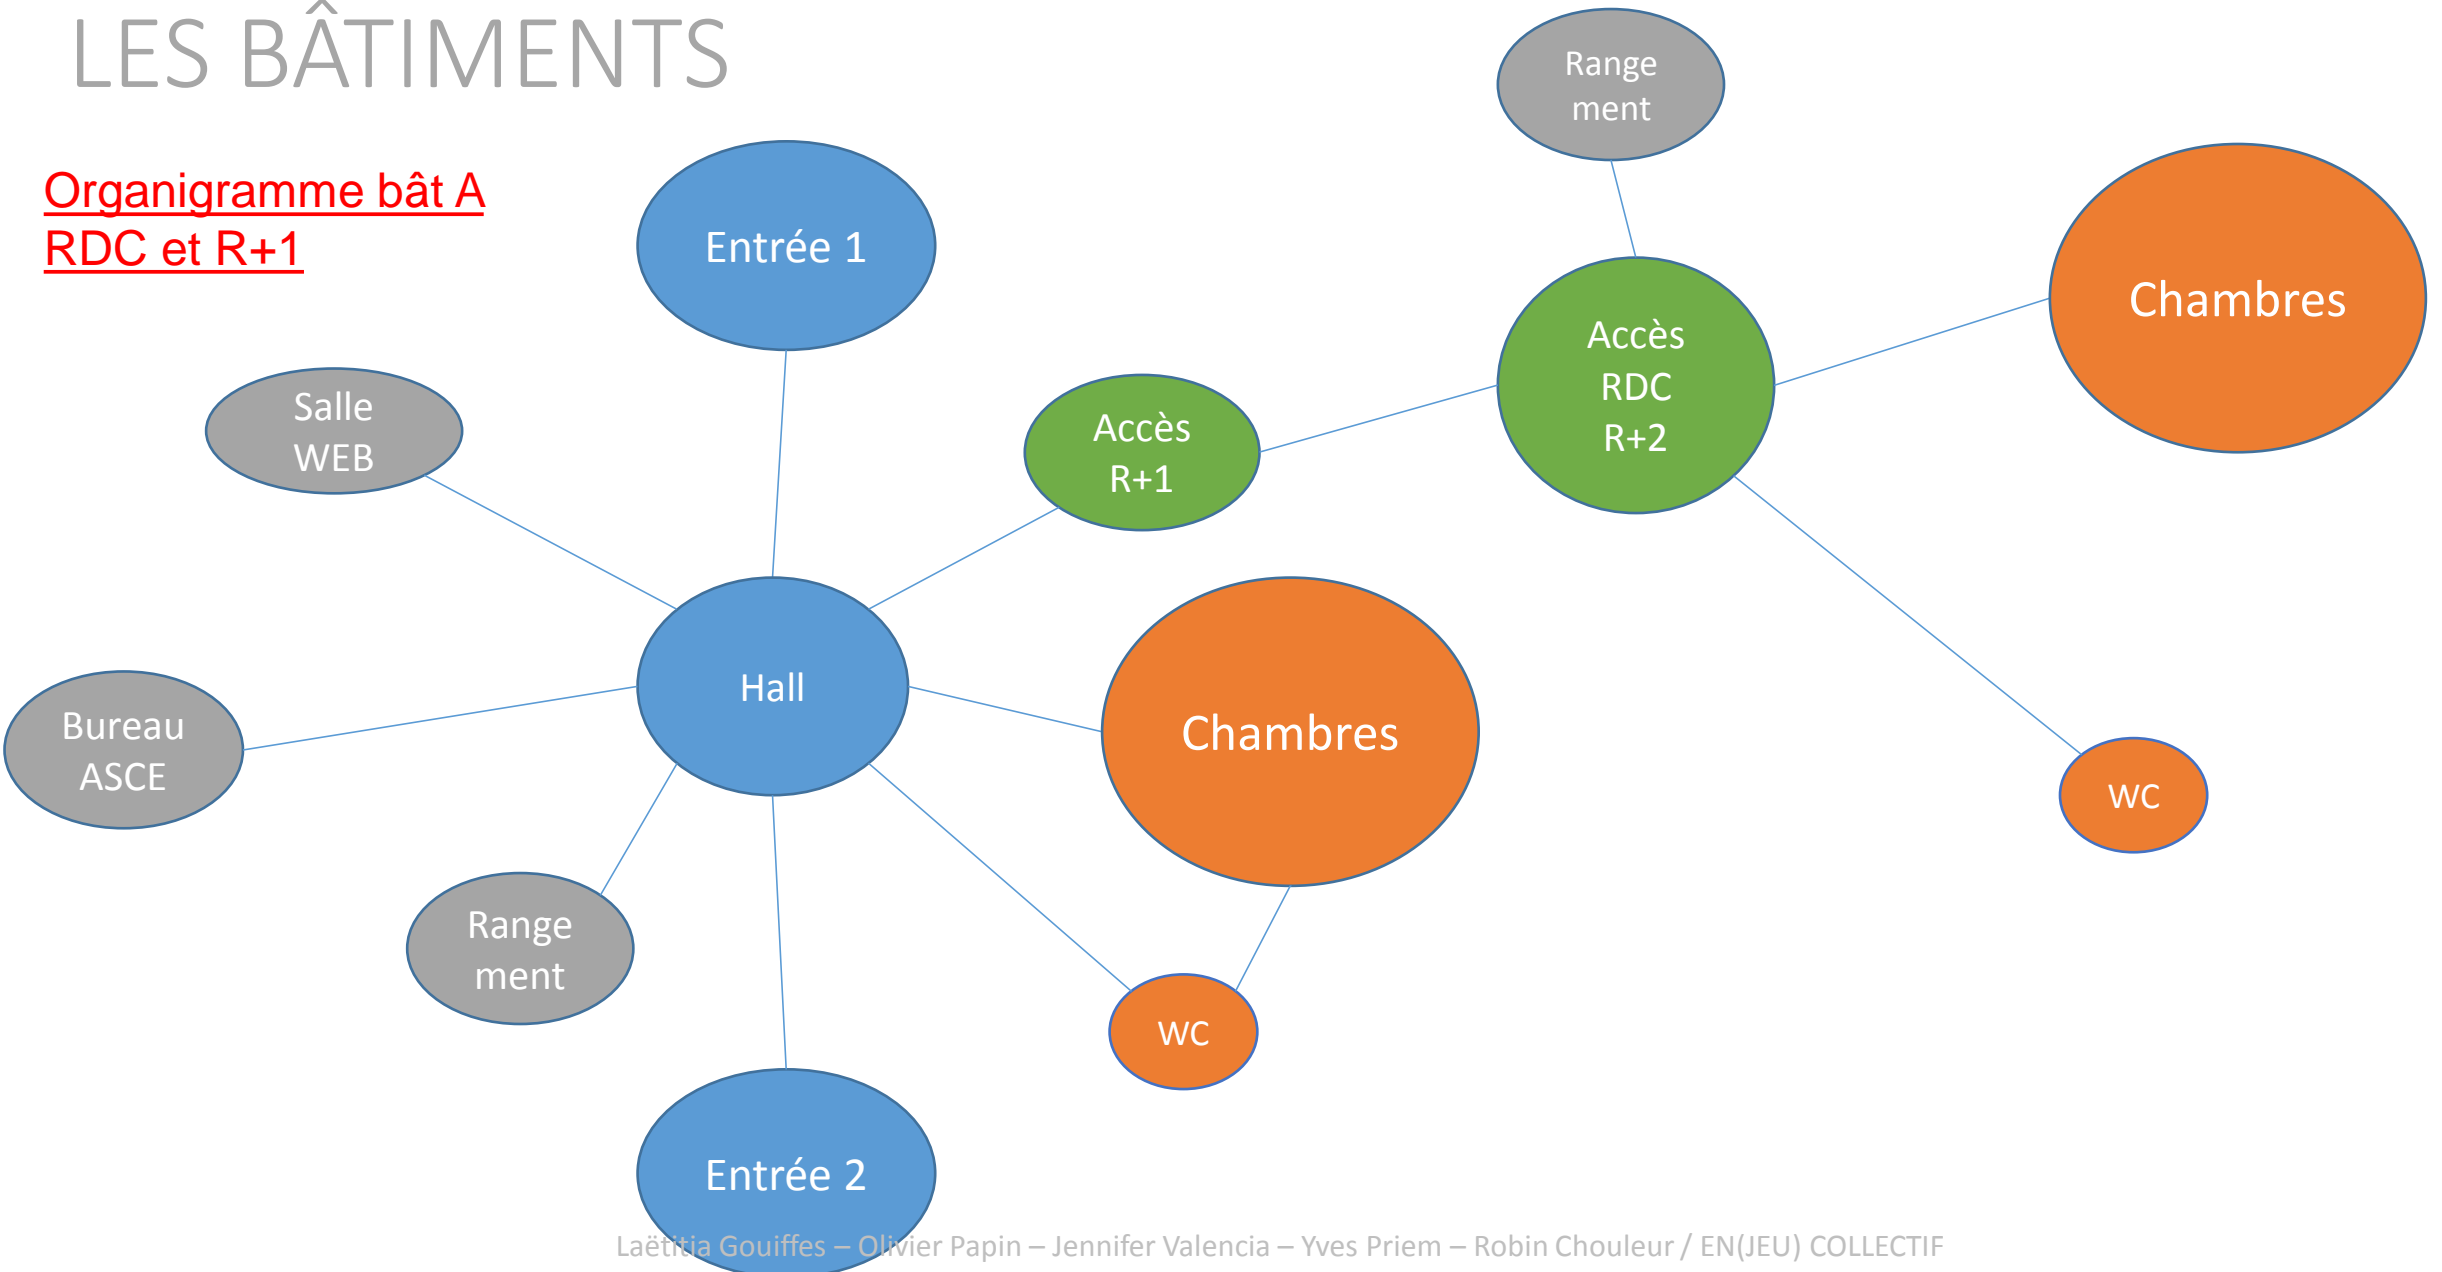 LES BÂTIMENTS
Organigramme bât A
RDC et R+1
Range
ment
Entrée 1
Chambres
Accès
RDC
R+2
Salle
WEB
Accès
R+1
Hall
Chambres
Bureau
ASCE
WC
Range
ment
WC
Entrée 2
Laëtitia Gouiffes – Olivier Papin – Jennifer Valencia – Yves Priem – Robin Chouleur / EN(JEU) COLLECTIF